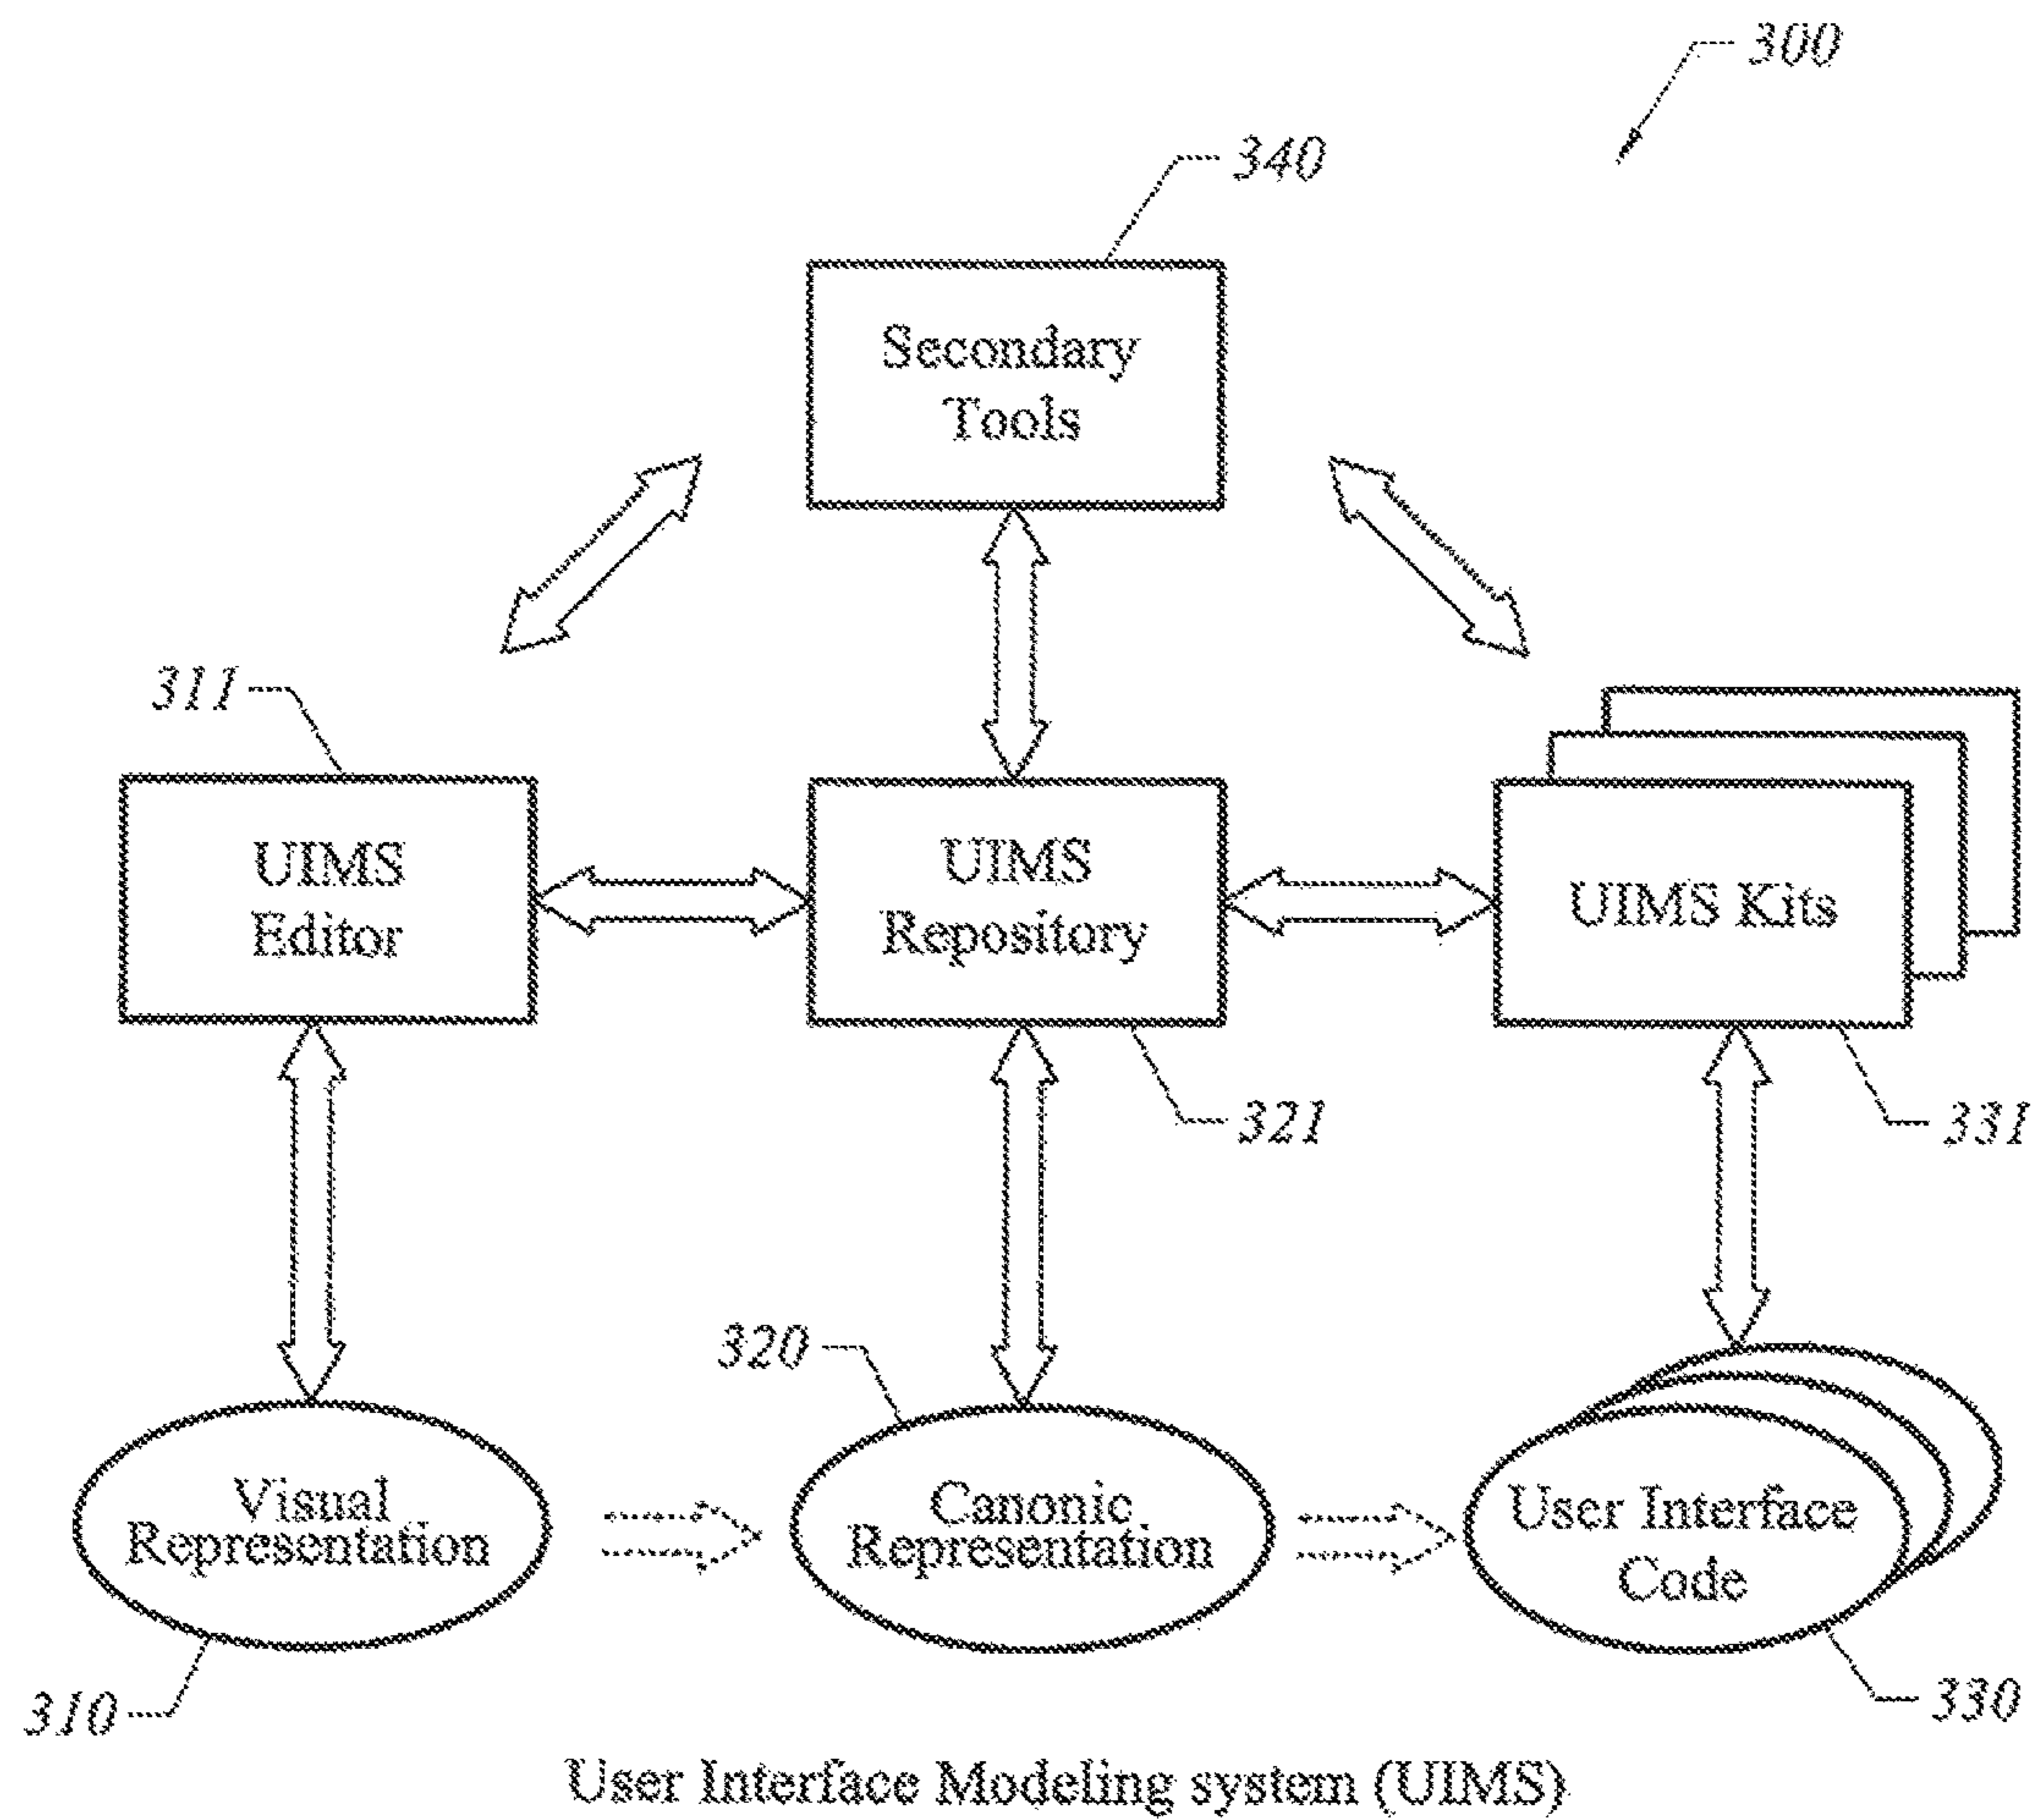 300
340
Secondary
Tools
311
UIMS
Editor
UIMS
Repository
UIMS Kits
321
331
320
Visual
Representation
Canonic
Representation
User Interface
Code
310
330
User Interface Modeling system (UIMS)